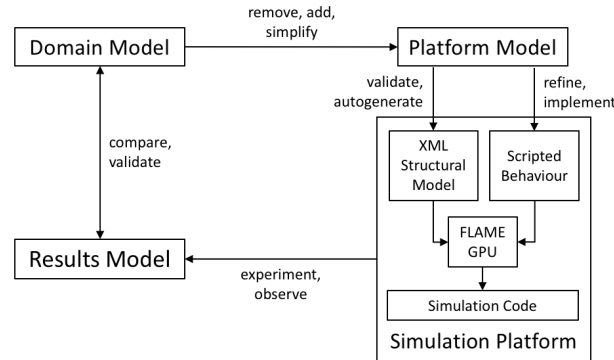 remove, add,
simplify
Domain Model
Platform Model
validate,
autogenerate
refine,
implement
compare,
validate
XML
Structural
Model
Scripted
Behaviour
FLAME
GPU
Results Model
experiment,
observe
Simulation Code
Simulation Platform